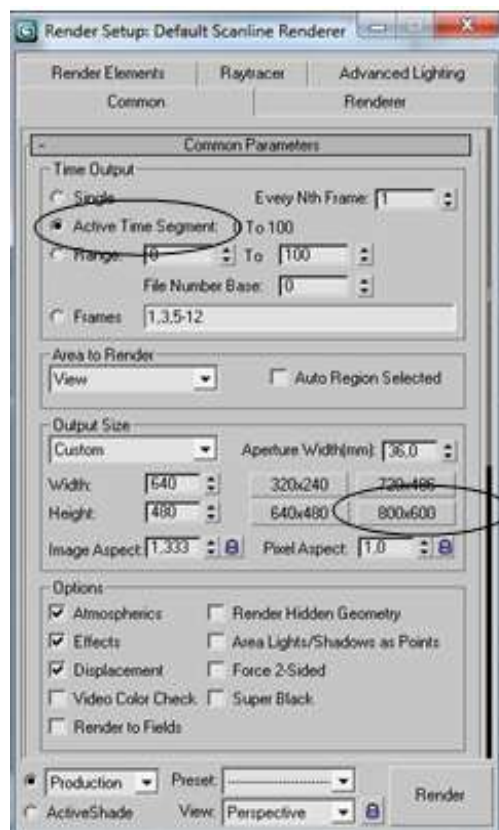 Render Setup: Default Scanline Renderer
Render Elements Raytracer Advanced Lighting
Common Renderer
- Common Parameters
Time Output
Single Every Nth Frame: 1
Active Time Segment: 0 To 100
Range: 0 To 100
File Number Base: 0
Frames 1,3,5-12
Area to Render
View Auto Region Selected
Output Size
Custom Aperture Width(mm): 36,0
Width: 640 320x240 720x486
Height: 480 640x480 800x600
Image Aspect: 1,333 Pixel Aspect: 1,0
Options
Atmospherics Render Hidden Geometry
Effects Area Lights/Shadows as Points
Displacement Force 2-Sided
Video Color Check Super Black
Render to Fields
Production Preset: Render
ActiveShade View: Perspective